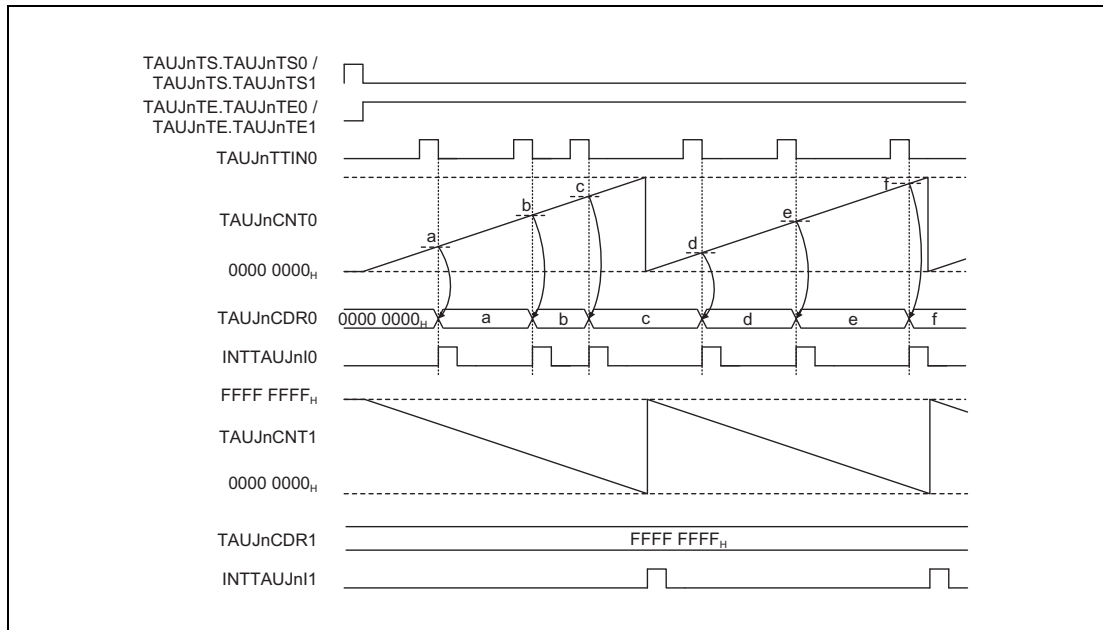 TAUJnTS.TAUJnTS0 /
TAUJnTS.TAUJnTS1
TAUJnTE.TAUJnTE0 /
TAUJnTE.TAUJnTE1
TAUJnTTIN0
TAUJnCNT0
a
b
c
d
e
f
0000 0000H
TAUJnCDR0
0000 0000H
a
b
c
d
e
f
INTTAUJnI0
FFFF FFFFH
TAUJnCNT1
0000 0000H
TAUJnCDR1
FFFF FFFFH
INTTAUJnI1